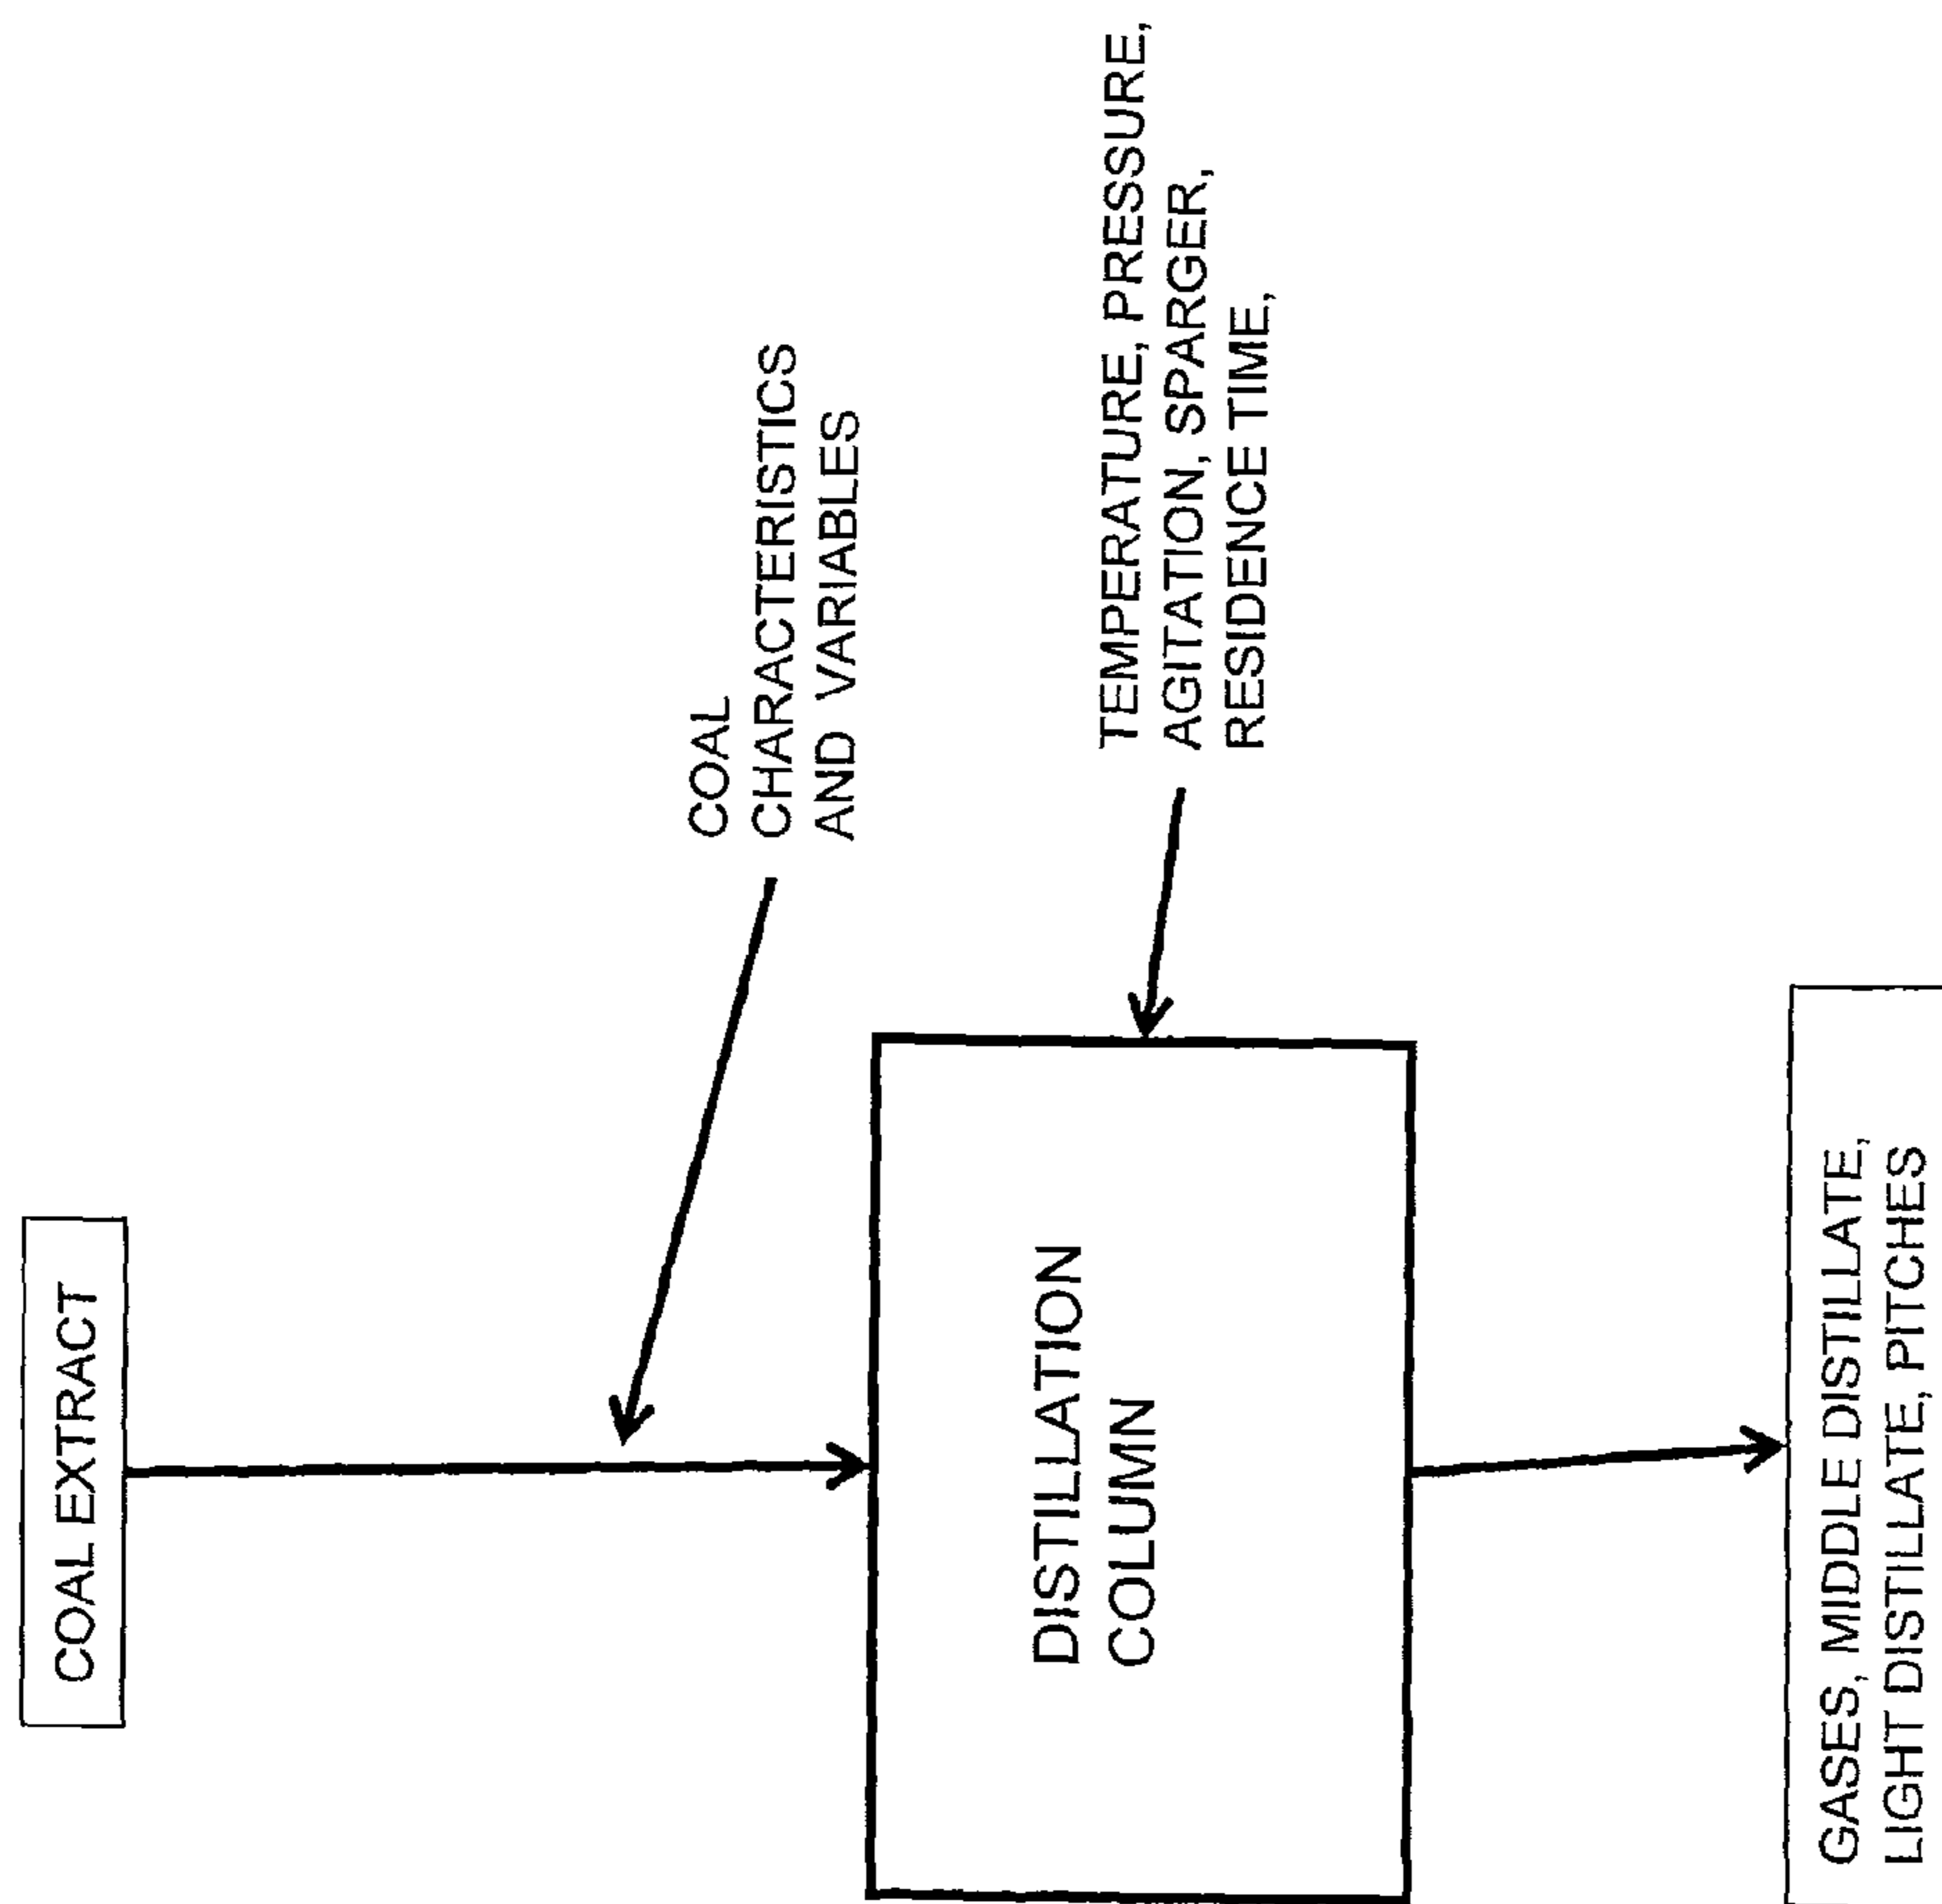 COAL EXTRACT
COAL
CHARACTERISTICS
AND VARIABLES
DISTILLATION
COLUMN
TEMPERATURE, PRESSURE,
AGITATION, SPARGER,
RESIDENCE TIME,
GASES, MIDDLE DISTILLATE,
LIGHT DISTILLATE, PITCHES